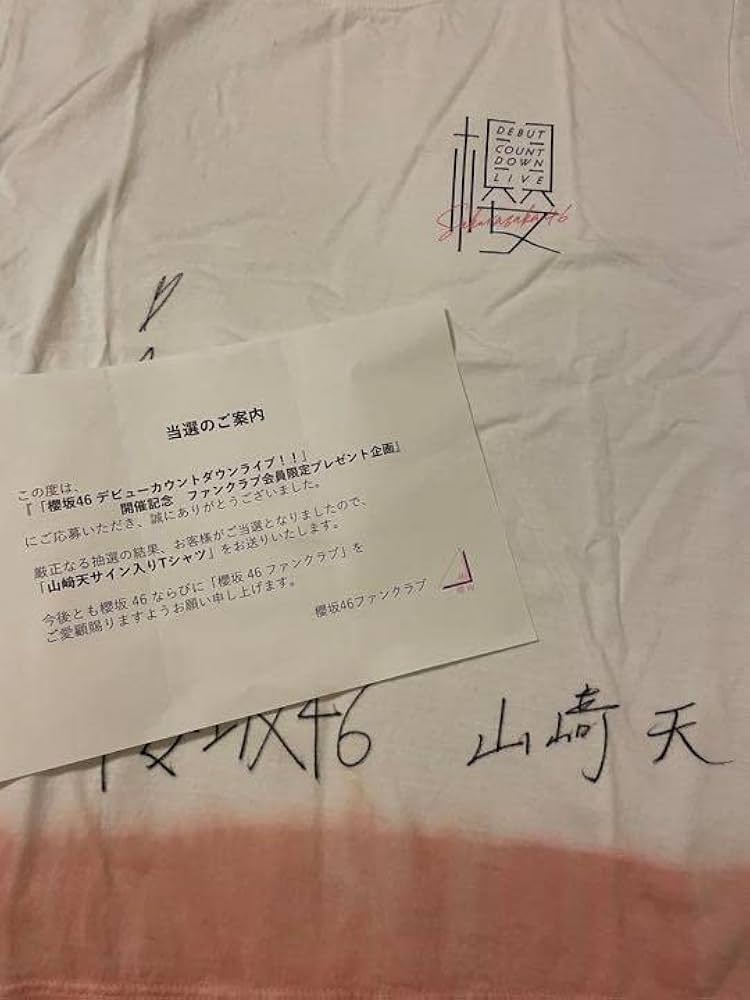 櫻
DEBUT
COUNT
DOWN
LIVE
Sakurazaka46
当選のご案内
この度は、
『「櫻坂46 デビューカウントダウンライブ！！」
開催記念 ファンクラブ会員限定プレゼント企画』
にご応募いただき、誠にありがとうございました。
厳正なる抽選の結果、お客様がご当選となりましたので、
「山﨑天サイン入りTシャツ」をお送りいたします。
今後とも櫻坂 46 ならびに「櫻坂 46 ファンクラブ」を
ご愛顧賜りますようお願い申し上げます。
櫻坂46ファンクラブ
櫻坂46 山﨑天